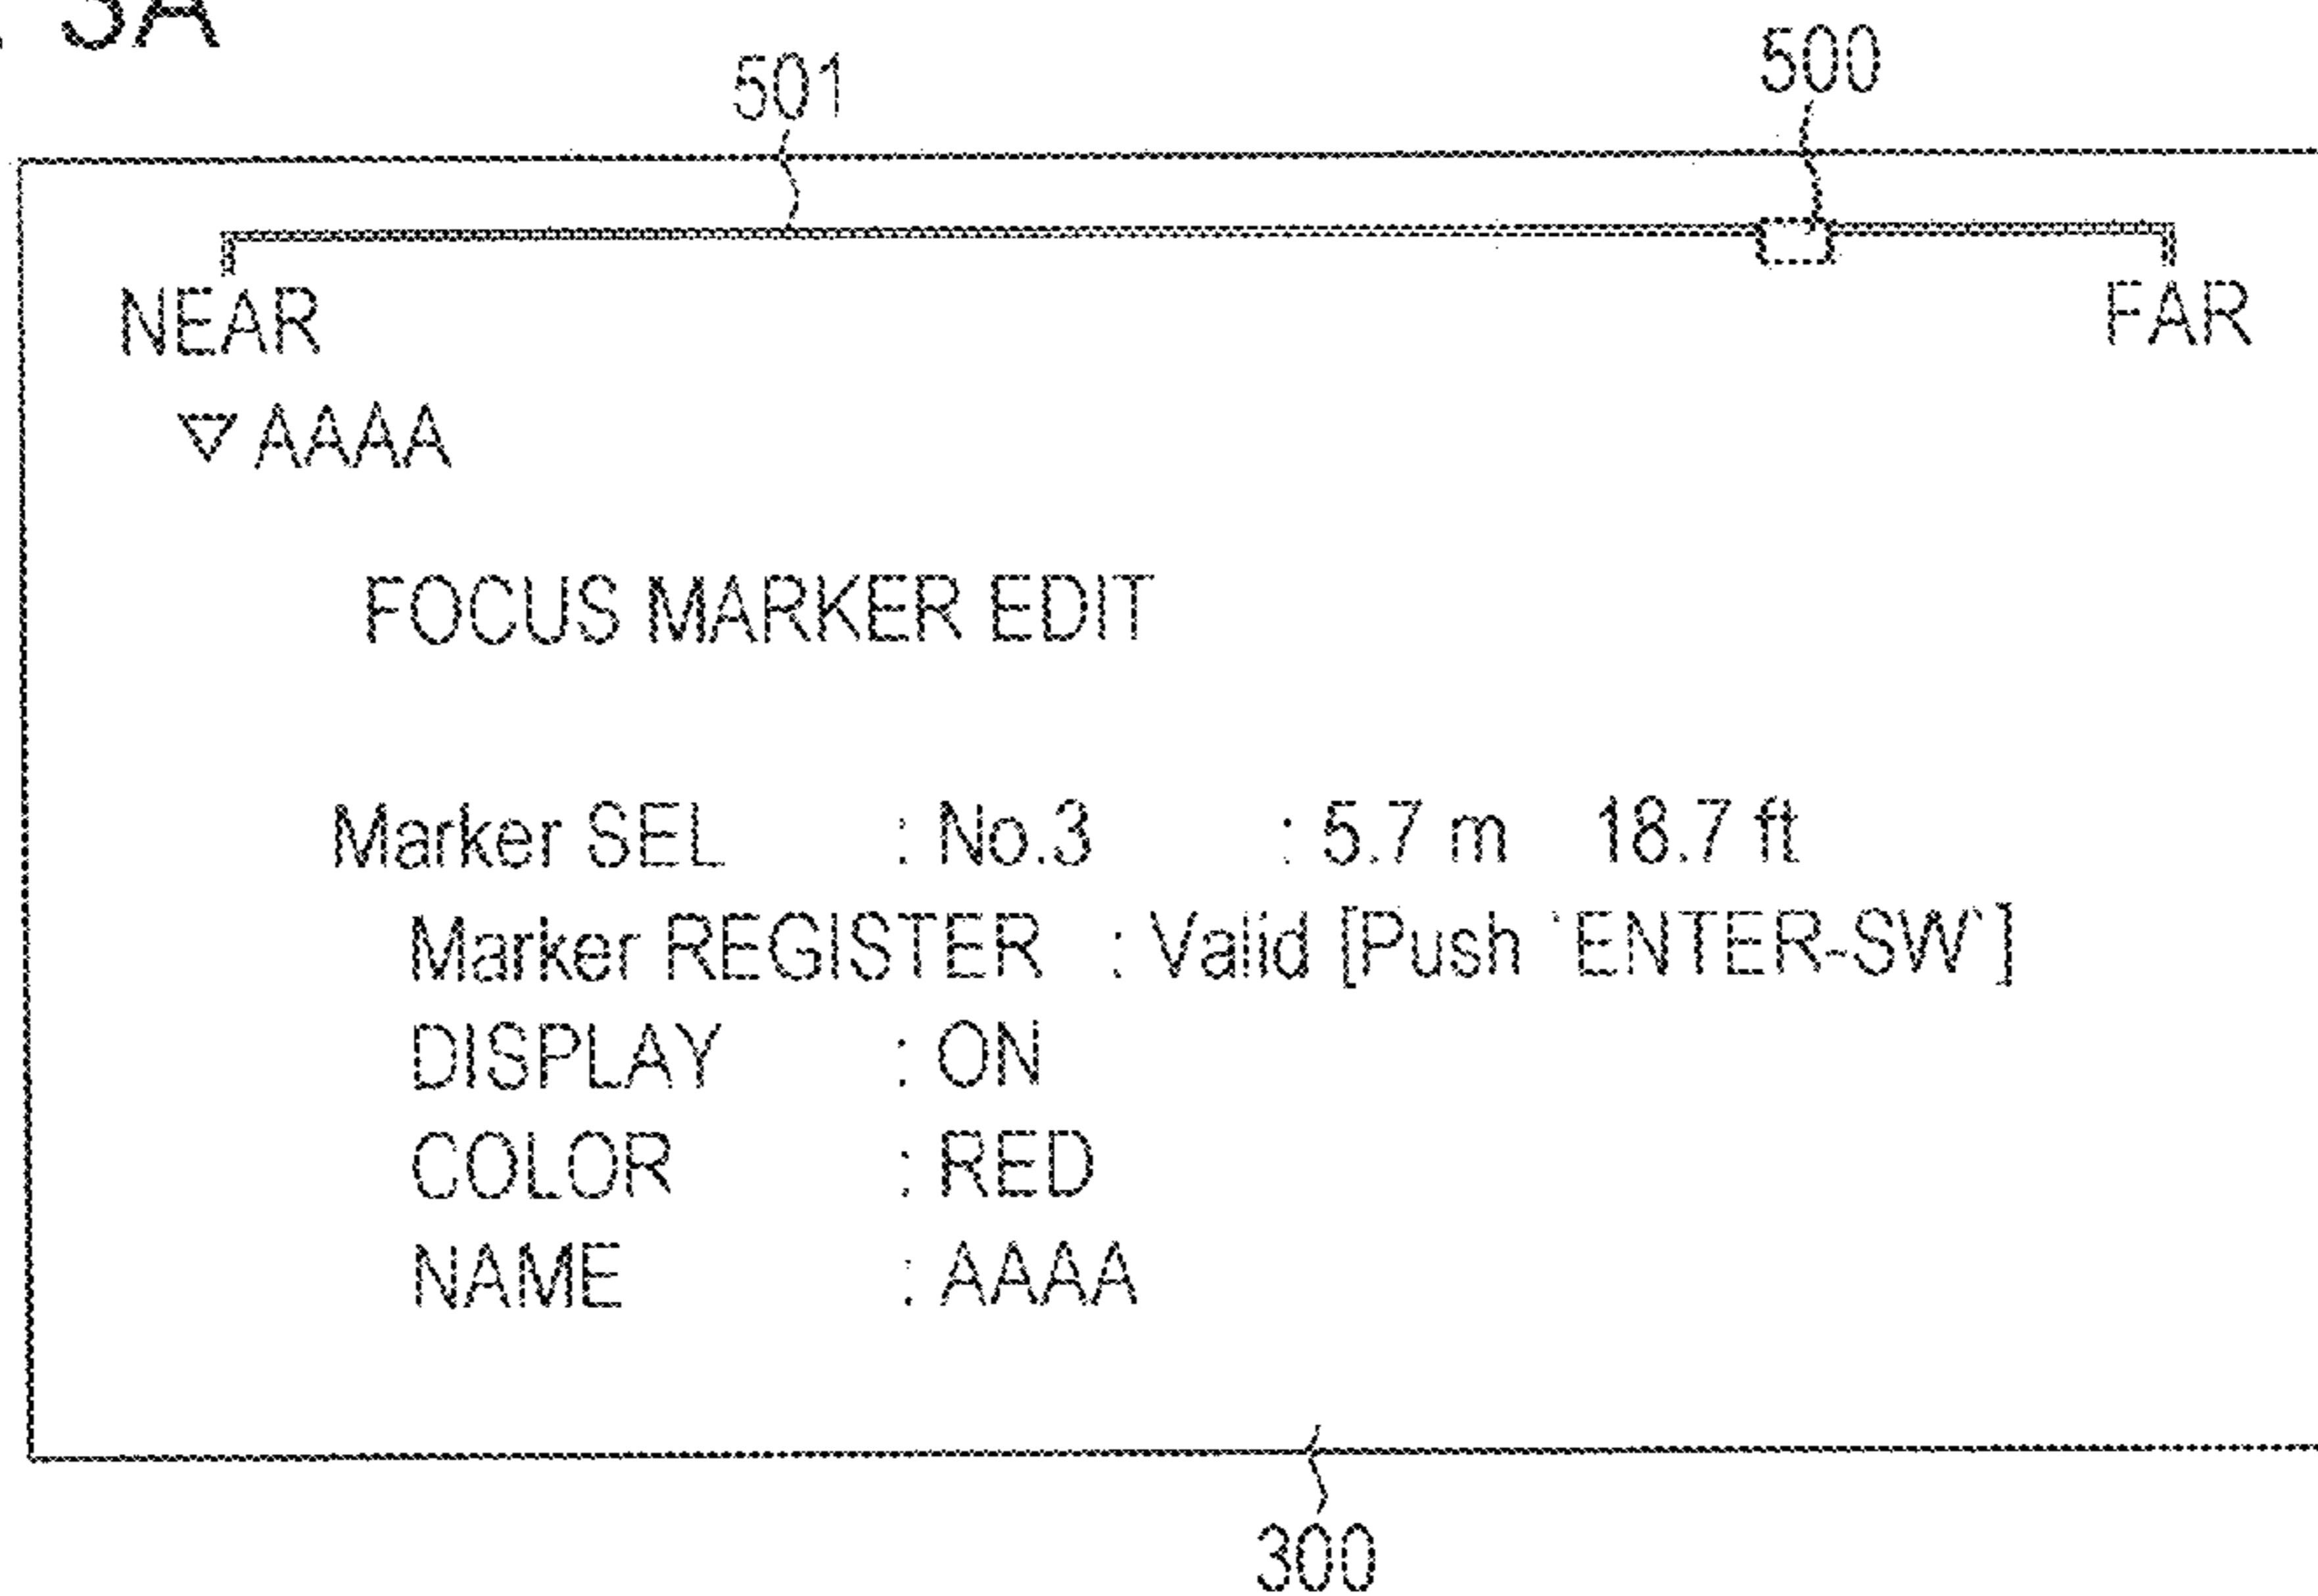 3A
501
500
NEAR
FAR
▽ AAAA
FOCUS MARKER EDIT
Marker SEL : No.3 : 5.7 m 18.7 ft
Marker REGISTER : Valid [Push `ENTER-SW`]
DISPLAY : ON
COLOR : RED
NAME : AAAA
300